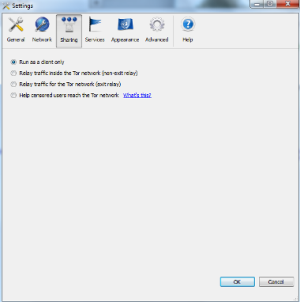 Settings
General Network Sharing Services Appearance Advanced Help
Run as a client only
Relay traffic inside the Tor network (non-exit relay)
Relay traffic for the Tor network (exit relay)
Help censored users reach the Tor network What's this?
OK Cancel